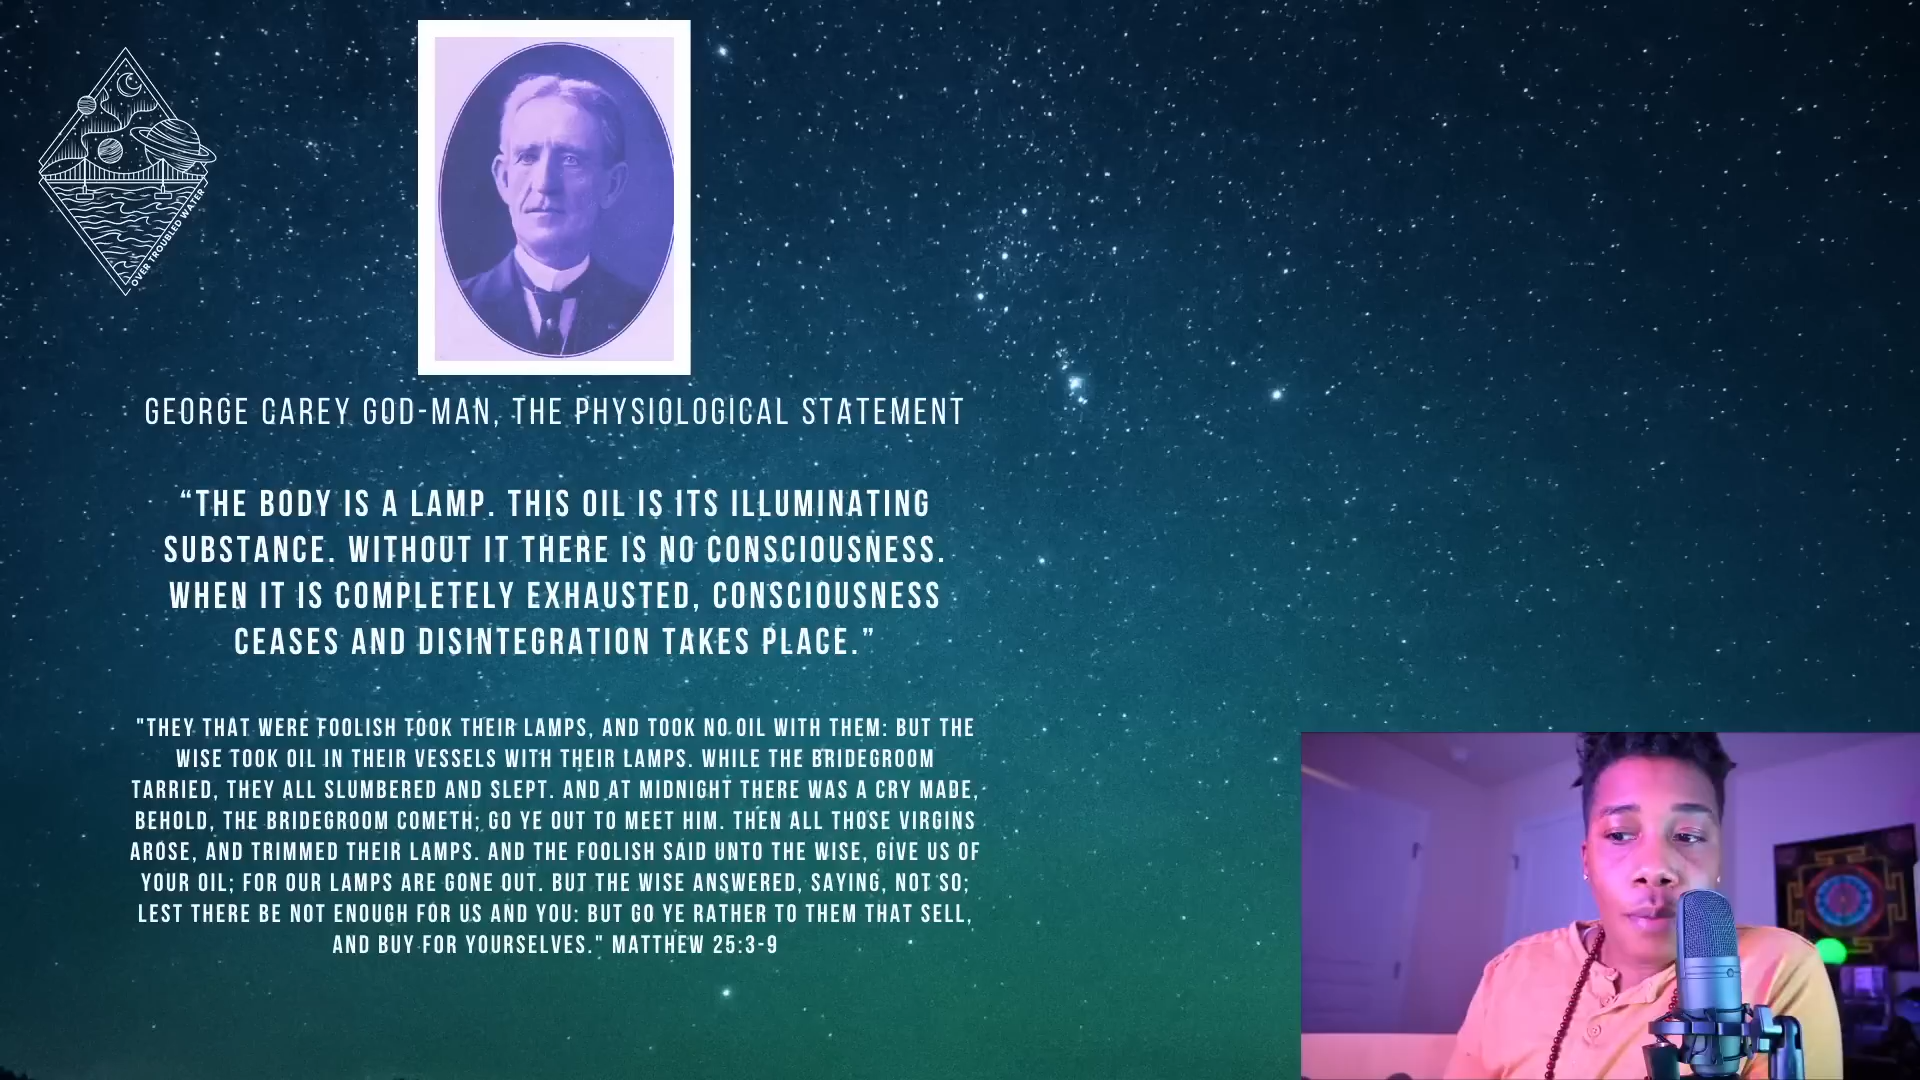 OVER TROUBLED WATER
GEORGE CAREY GOD-MAN, THE PHYSIOLOGICAL STATEMENT
“THE BODY IS A LAMP. THIS OIL IS ITS ILLUMINATING
SUBSTANCE. WITHOUT IT THERE IS NO CONSCIOUSNESS.
WHEN IT IS COMPLETELY EXHAUSTED, CONSCIOUSNESS
CEASES AND DISINTEGRATION TAKES PLACE.”
"THEY THAT WERE FOOLISH TOOK THEIR LAMPS, AND TOOK NO OIL WITH THEM: BUT THE
WISE TOOK OIL IN THEIR VESSELS WITH THEIR LAMPS. WHILE THE BRIDEGROOM
TARRIED, THEY ALL SLUMBERED AND SLEPT. AND AT MIDNIGHT THERE WAS A CRY MADE,
BEHOLD, THE BRIDEGROOM COMETH; GO YE OUT TO MEET HIM. THEN ALL THOSE VIRGINS
AROSE, AND TRIMMED THEIR LAMPS. AND THE FOOLISH SAID UNTO THE WISE, GIVE US OF
YOUR OIL; FOR OUR LAMPS ARE GONE OUT. BUT THE WISE ANSWERED, SAYING, NOT SO;
LEST THERE BE NOT ENOUGH FOR US AND YOU: BUT GO YE RATHER TO THEM THAT SELL,
AND BUY FOR YOURSELVES." MATTHEW 25:3-9